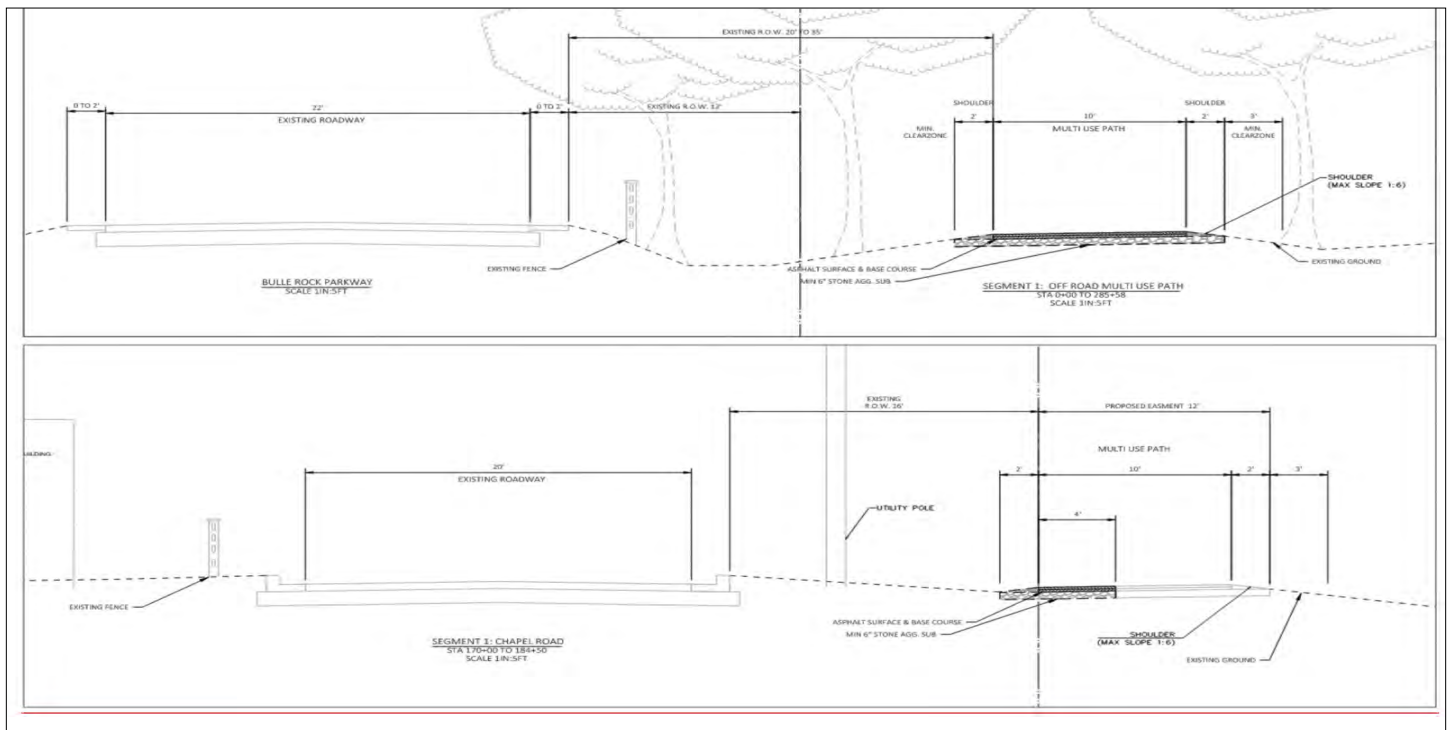 EXISTING R.O.W. 20' TO 35'
0 TO 2'
22'
EXISTING ROADWAY
0 TO 2'
EXISTING R.O.W. 12'
SHOULDER
SHOULDER
MIN.
CLEARZONE
2'
10'
MULTI USE PATH
2'
3'
MIN.
CLEARZONE
SHOULDER
(MAX SLOPE 1:6)
EXISTING FENCE
ASPHALT SURFACE & BASE COURSE
MIN 6" STONE AGG. SUB
EXISTING GROUND
BULLE ROCK PARKWAY
SCALE 1IN:5FT
SEGMENT 1: OFF ROAD MULTI USE PATH
STA 0+00 TO 285+58
SCALE 1IN:5FT
EXISTING
R.O.W. 16'
PROPOSED EASMENT 12'
MULTI USE PATH
20'
EXISTING ROADWAY
2'
10'
2'
3'
4'
UTILITY POLE
EXISTING FENCE
ASPHALT SURFACE & BASE COURSE
MIN 6" STONE AGG. SUB
SHOULDER
(MAX SLOPE 1:6)
EXISTING GROUND
SEGMENT 1: CHAPEL ROAD
STA 170+00 TO 184+50
SCALE 1IN:5FT